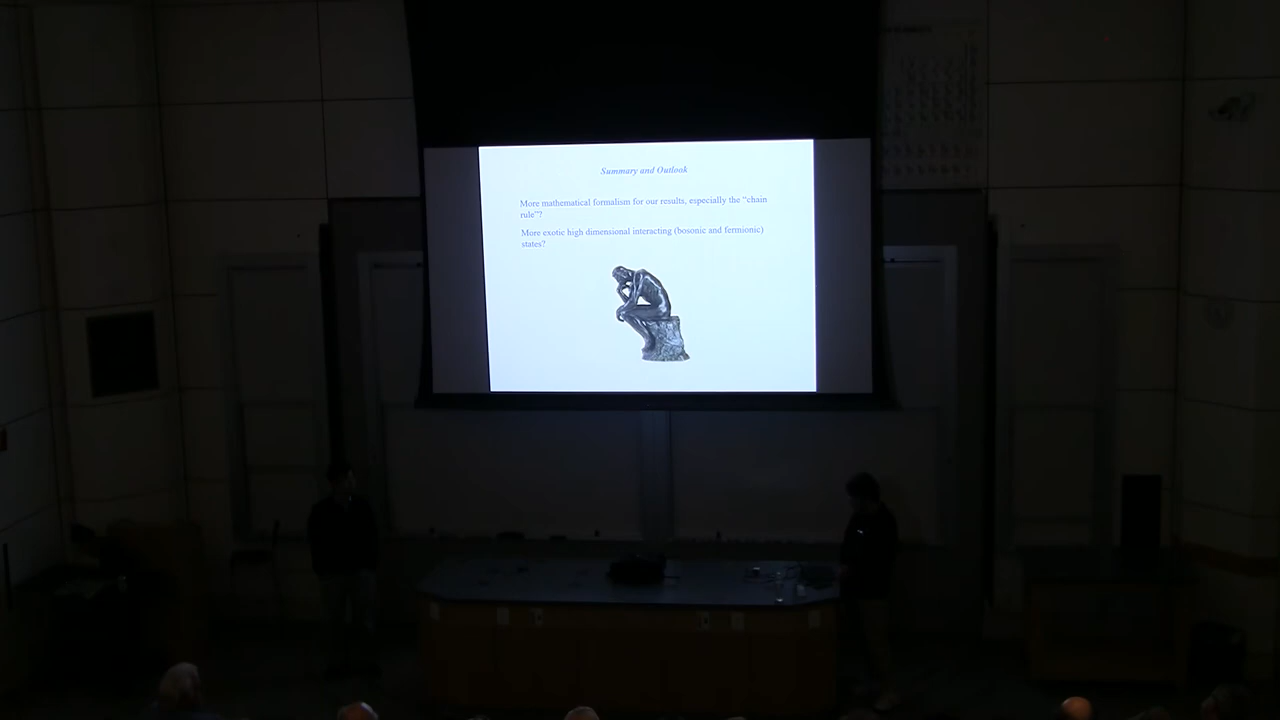 Summary and Outlook
More mathematical formalism for our results, especially the “chain
rule”?
More exotic high dimensional interacting (bosonic and fermionic)
states?